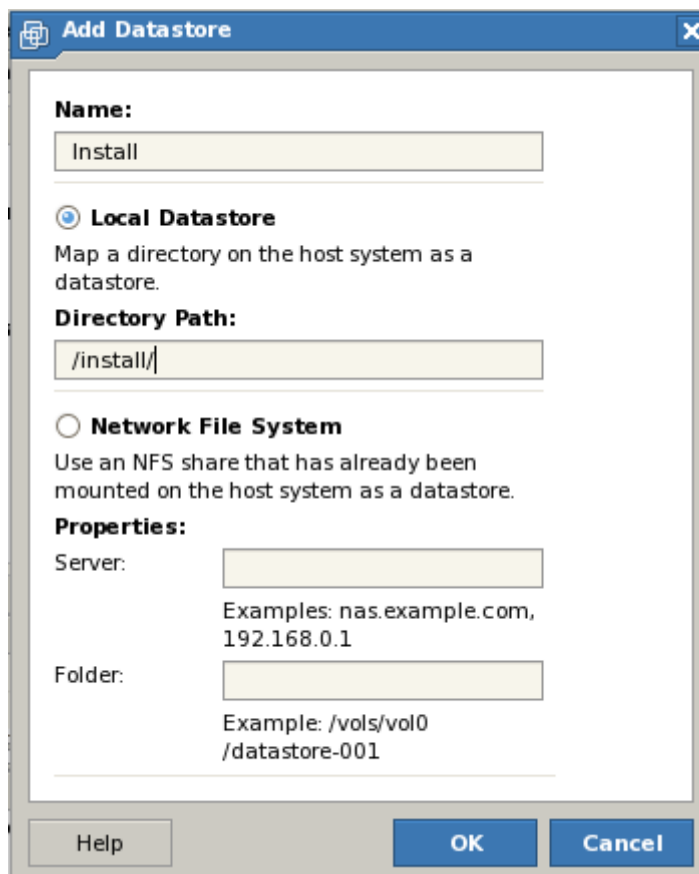 Add Datastore
Name:
Install
Local Datastore
Map a directory on the host system as a
datastore.
Directory Path:
/install/
Network File System
Use an NFS share that has already been
mounted on the host system as a datastore.
Properties:
Server:
Examples: nas.example.com,
192.168.0.1
Folder:
Example: /vols/vol0
/datastore-001
Help
OK
Cancel